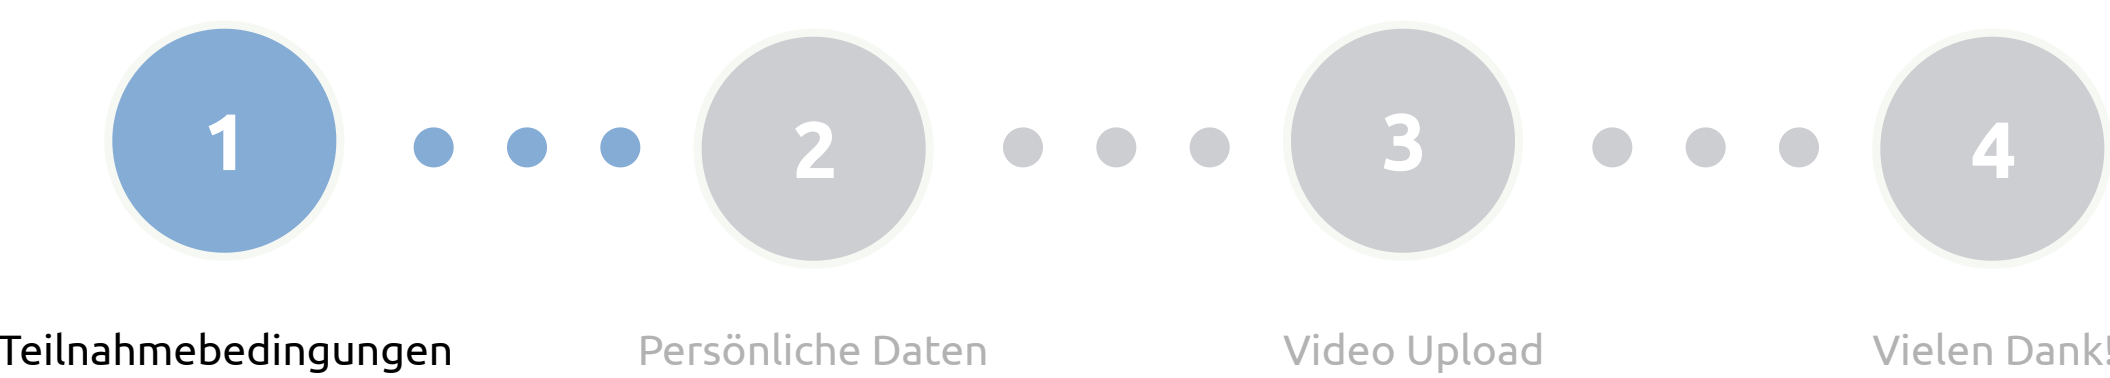 1 2 3 4
Teilnahmebedingungen Persönliche Daten Video Upload Vielen Dank!